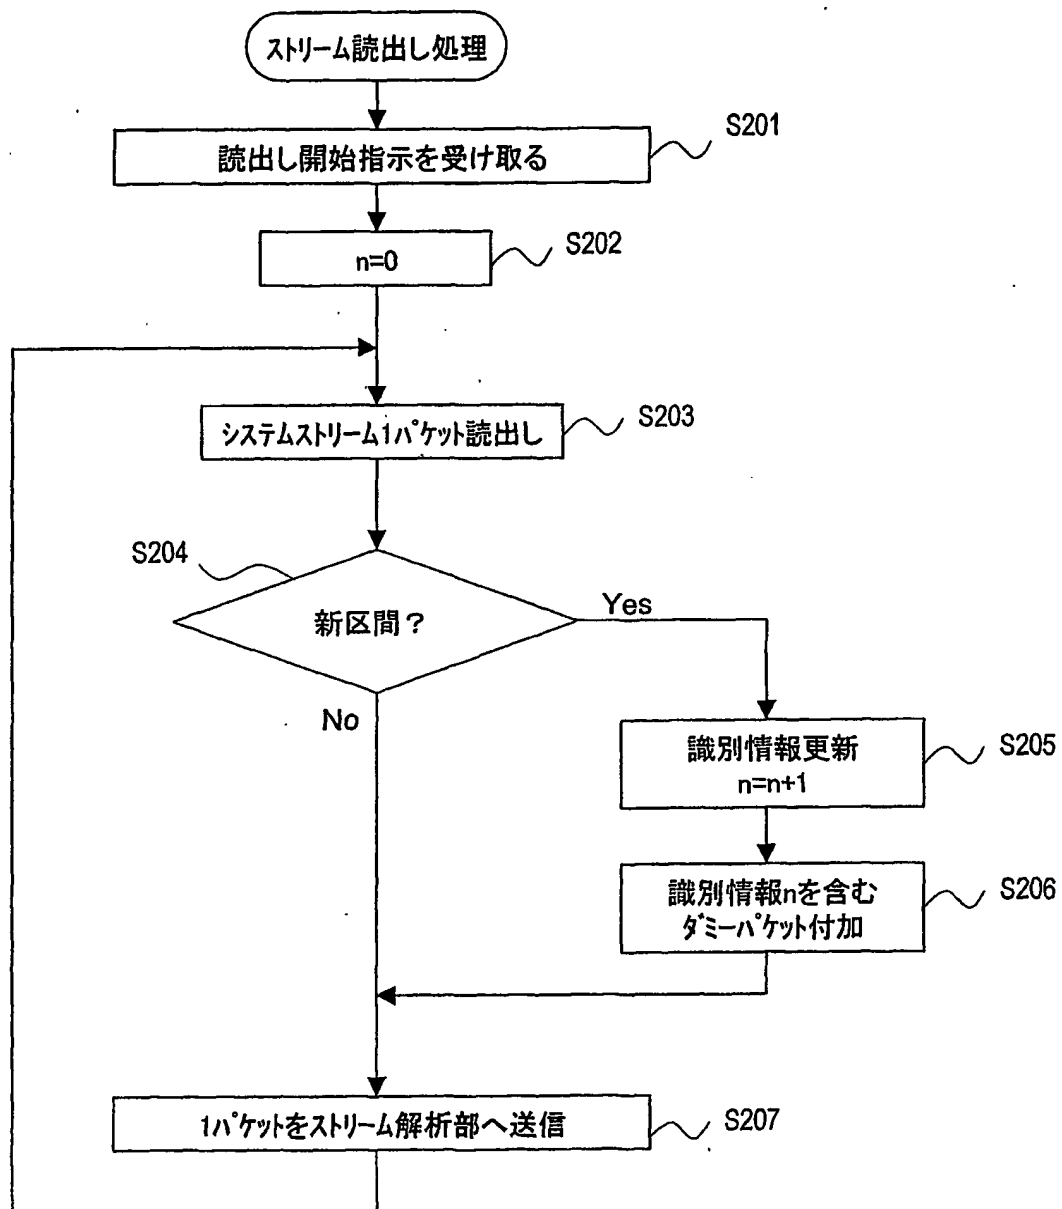 ストリーム読出し処理
読出し開始指示を受け取る
S201
n=0
S202
システムストリーム1パケット読出し
S203
S204
新区間？
Yes
No
識別情報更新
n=n+1
S205
識別情報nを含む
ダミーパケット付加
S206
1パケットをストリーム解析部へ送信
S207